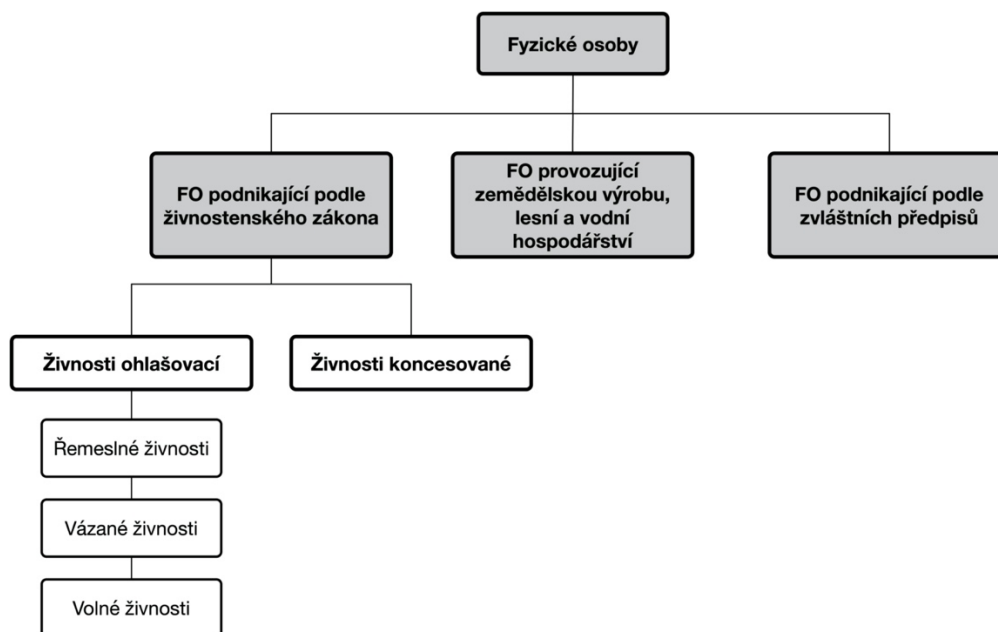 Fyzické osoby
FO podnikající podle
živnostenského zákona
FO provozující
zemědělskou výrobu,
lesní a vodní
hospodářství
FO podnikající podle
zvláštních předpisů
Živnosti ohlašovací
Živnosti koncesované
Řemeslné živnosti
Vázané živnosti
Volné živnosti